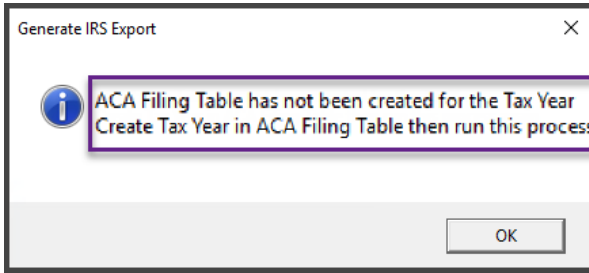 Generate IRS Export
ACA Filing Table has not been created for the Tax Year
Create Tax Year in ACA Filing Table then run this process
OK